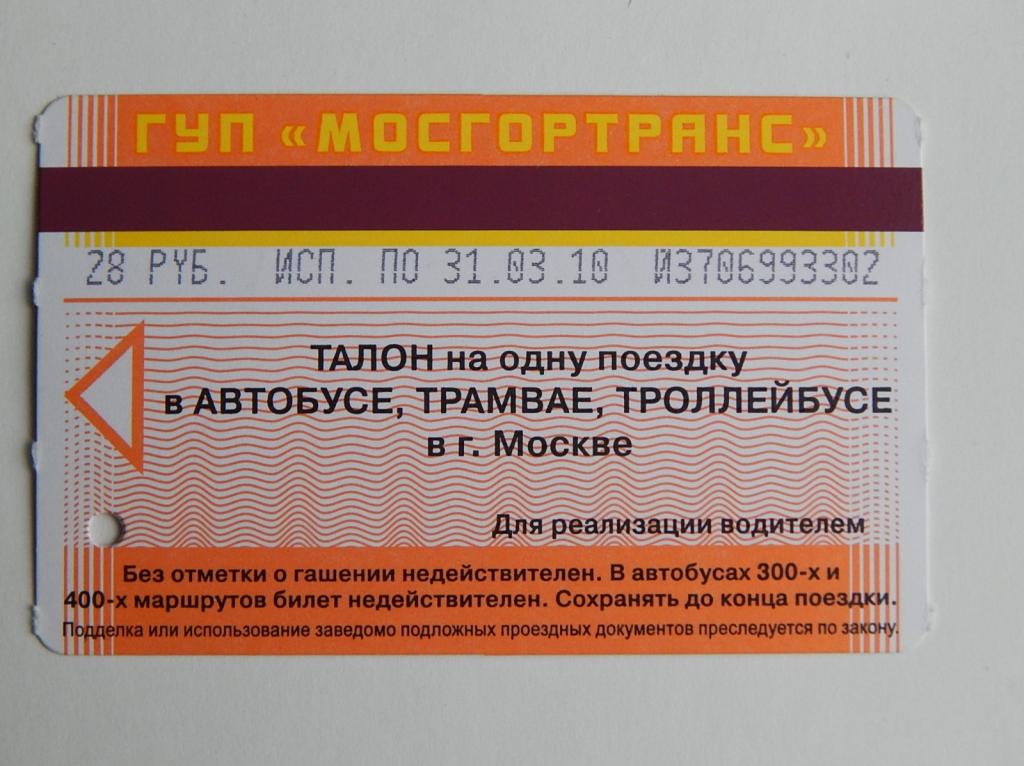 ГУП «МОСГОРТРАНС»
28 РУБ. ИСП. ПО 31.03.10 И3706993302
ТАЛОН на одну поездку
в АВТОБУСЕ, ТРАМВАЕ, ТРОЛЛЕЙБУСЕ
в г. Москве
Для реализации водителем
Без отметки о гашении недействителен. В автобусах 300-х и
400-х маршрутов билет недействителен. Сохранять до конца поездки.
Подделка или использование заведомо подложных проездных документов преследуется по закону.